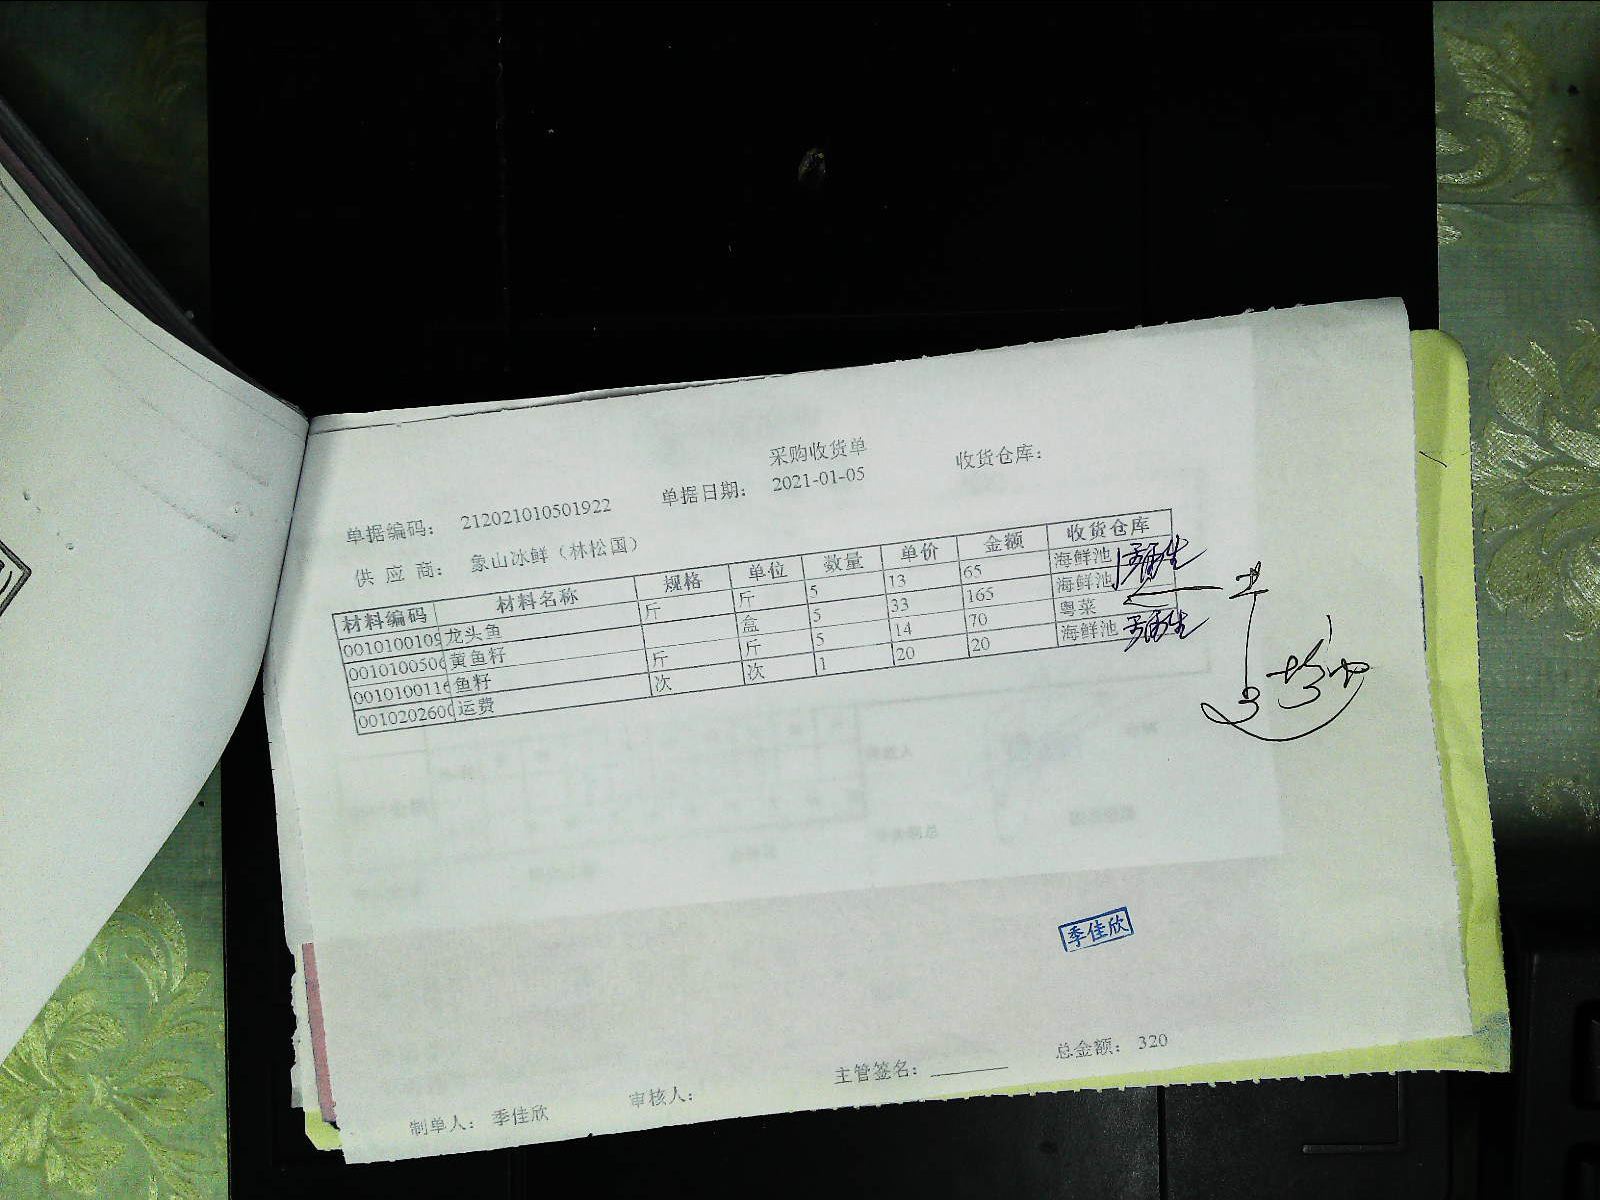 采购收货单
单据编码: 212021010501922 单据日期: 2021-01-05 收货仓库:
供应商: 象山冰鲜(林松国)
材料编码 材料名称 规格 单位 数量 单价 金额 收货仓库
0010100109 龙头鱼 斤 斤 5 13 65 海鲜池
0010100506 黄鱼籽 盒 5 33 165 海鲜池
0010100116 鱼籽 斤 斤 5 14 70 粤菜
0010202600 运费 次 次 1 20 20 海鲜池
季佳欣
制单人: 季佳欣 审核人: 主管签名: 总金额: 320